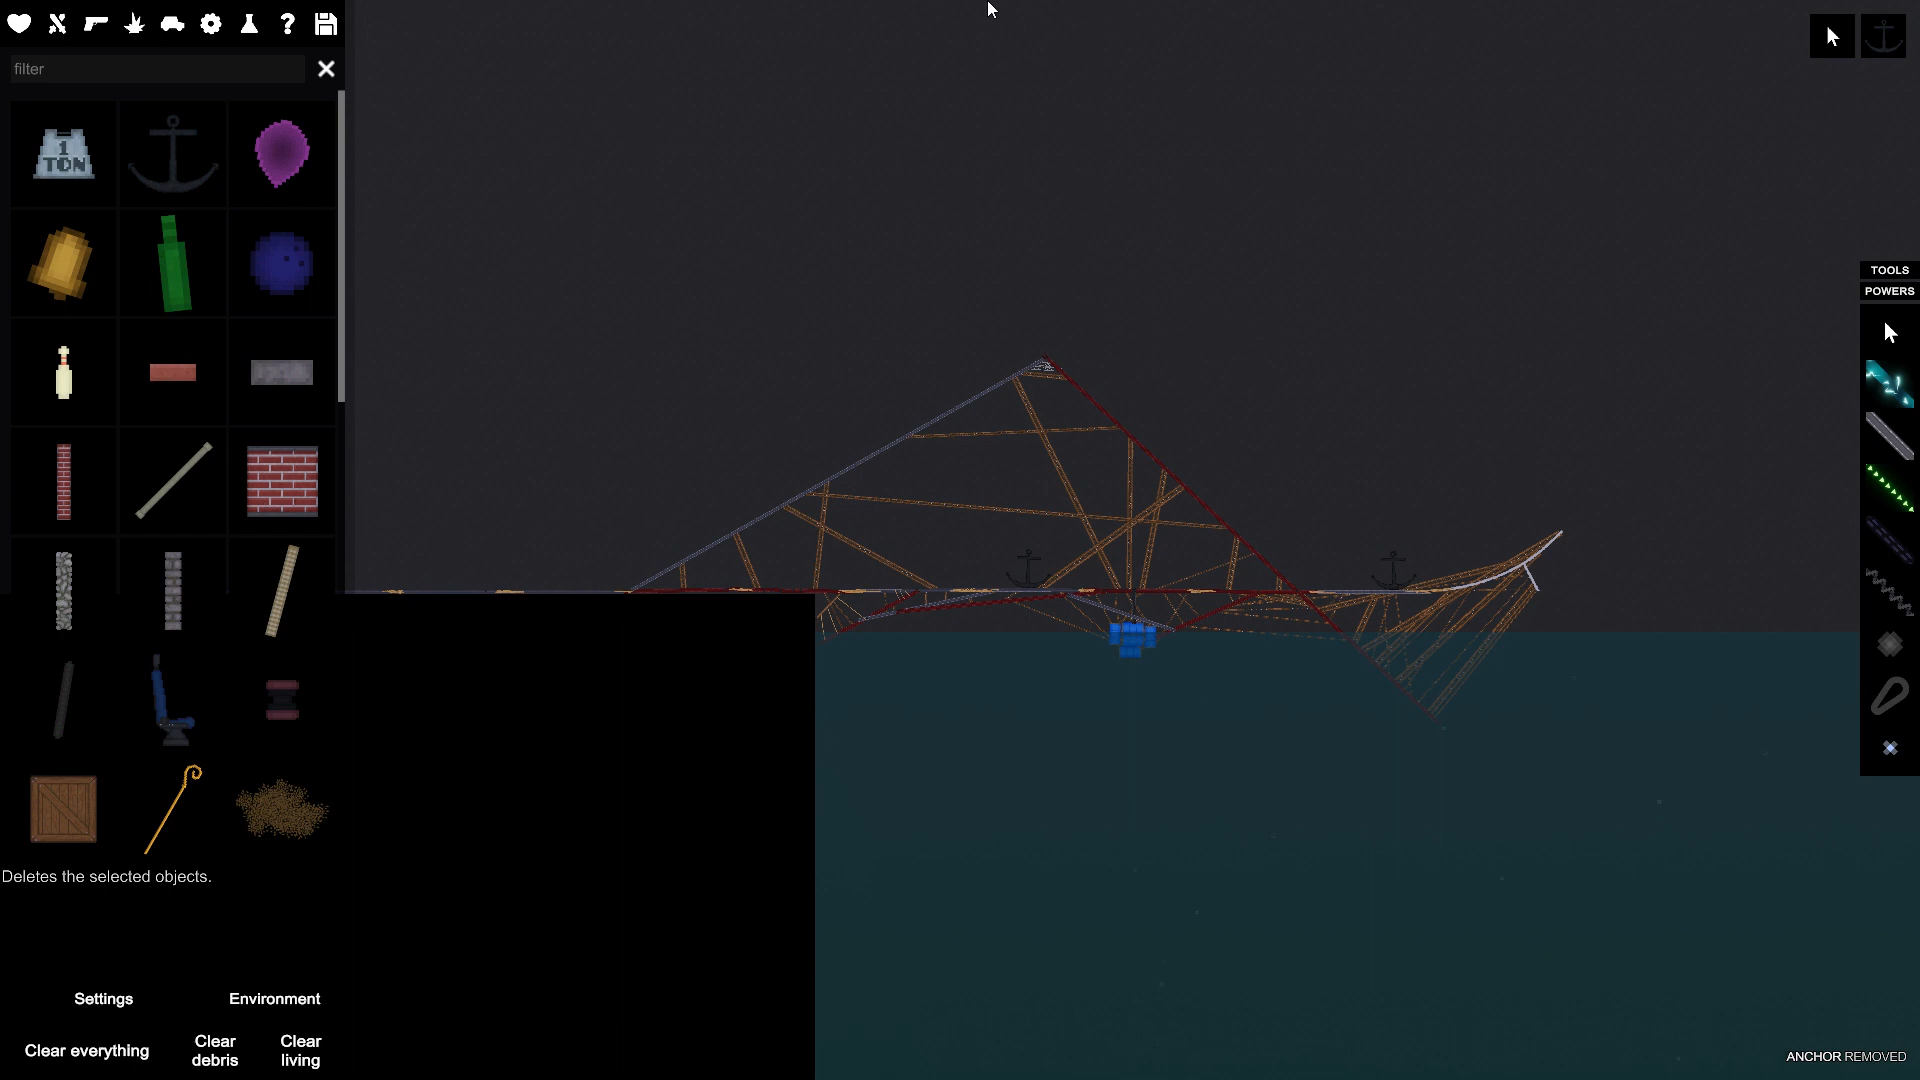 filter
1
TON
TOOLS
POWERS
Deletes the selected objects.
Settings
Environment
Clear everything
Clear
debris
Clear
living
ANCHOR REMOVED